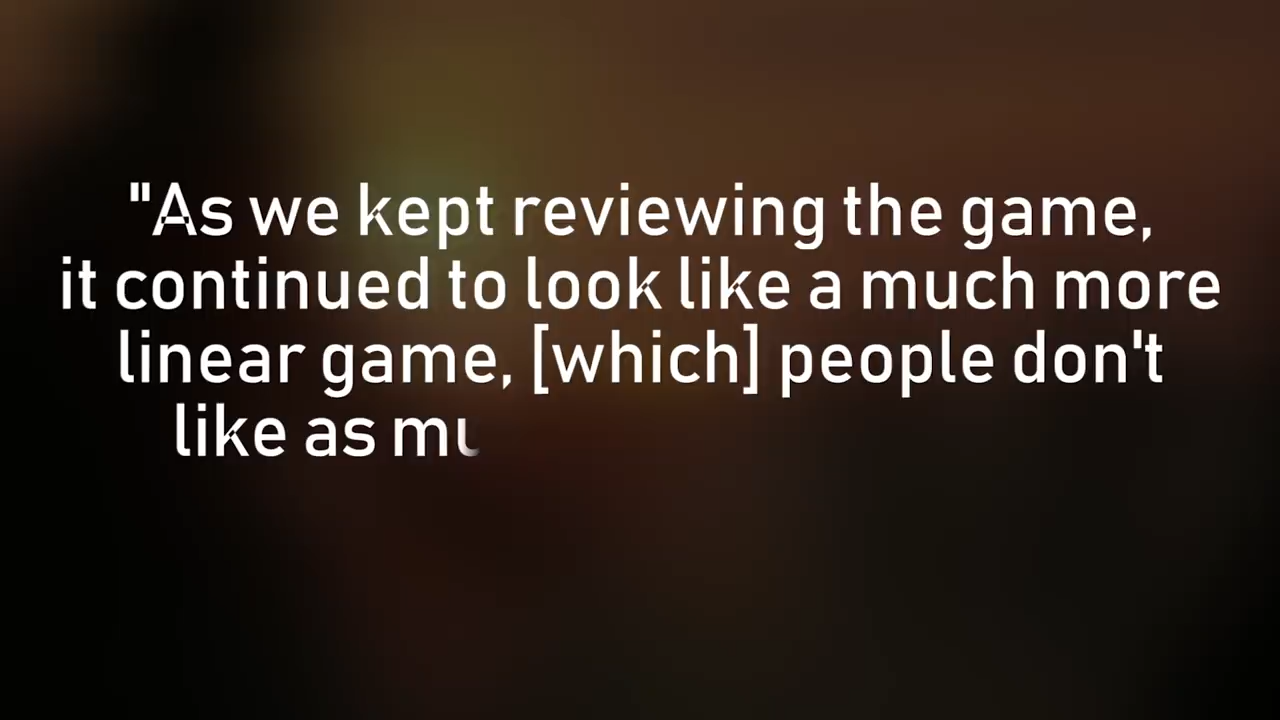 "As we kept reviewing the game,
it continued to look like a much more
linear game, [which] people don't
like as mu